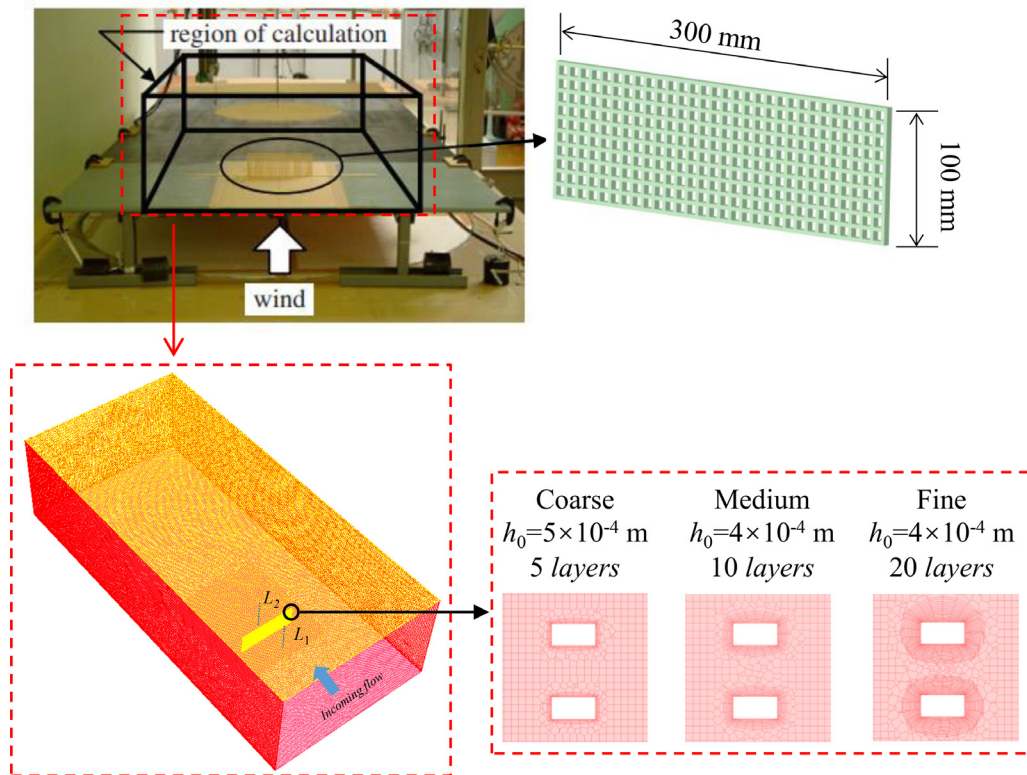 region of calculation
wind
300 mm
100 mm
L₂
L₁
Incoming flow
Coarse
h₀=5×10⁻⁴ m
5 layers
Medium
h₀=4×10⁻⁴ m
10 layers
Fine
h₀=4×10⁻⁴ m
20 layers